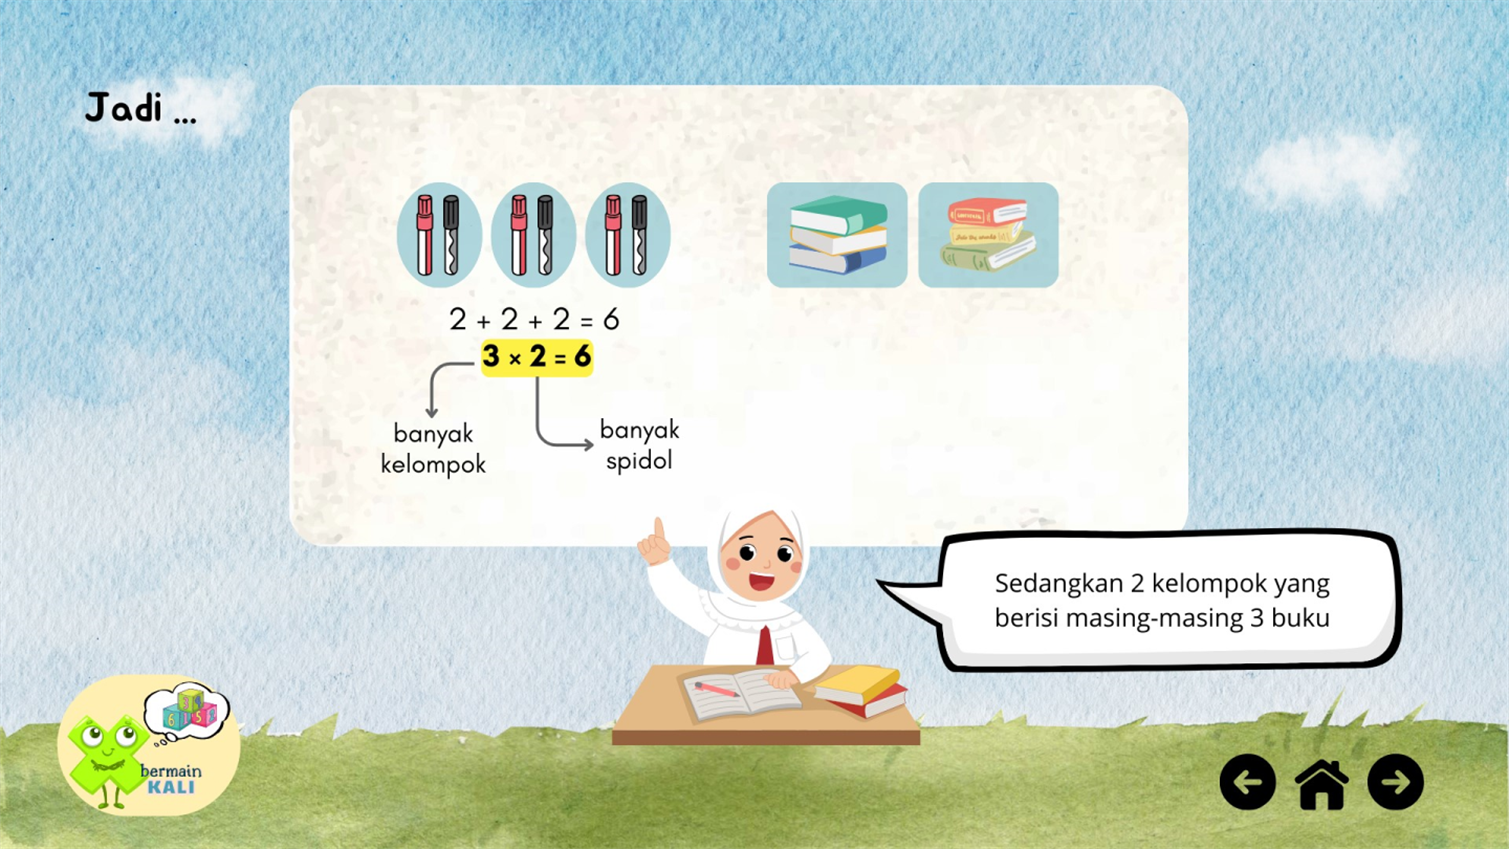 Jadi ...
2 + 2 + 2 = 6
3 × 2 = 6
banyak
kelompok
banyak
spidol
Sedangkan 2 kelompok yang
berisi masing-masing 3 buku
bermain
KALI